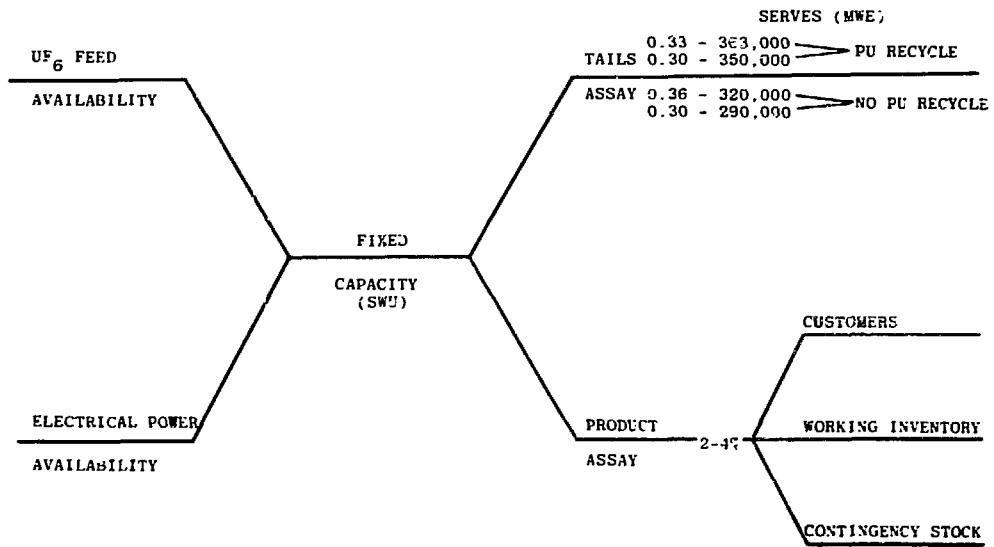 SERVES (MWE)
UF6 FEED
AVAILABILITY
TAILS 0.33 - 363,000
0.30 - 350,000
PU RECYCLE
ASSAY 0.36 - 320,000
0.30 - 290,000
NO PU RECYCLE
FIXED
CAPACITY
(SWU)
CUSTOMERS
ELECTRICAL POWER
AVAILABILITY
PRODUCT
ASSAY
2-4%
WORKING INVENTORY
CONTINGENCY STOCK